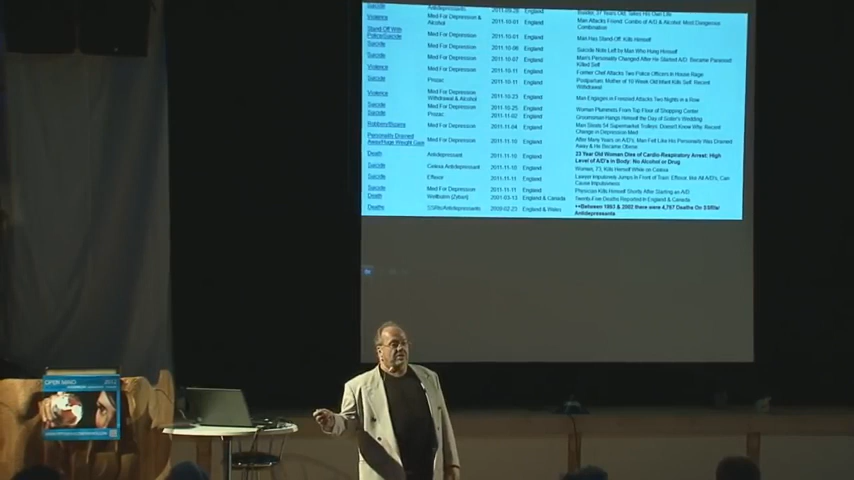 Suicide Antidepressants 2011-09-28 England Builder, 57 Years Old, Takes His Own Life
Violence Med For Depression & Alcohol 2011-10-01 England Man Attacks Friend: Combo of A/D & Alcohol: Most Dangerous Combination
Stand Off With Police/Suicide Med For Depression 2011-10-01 England Man Has Stand Off: Kills Himself
Suicide Med For Depression 2011-10-06 England Suicide Note Left by Man Who Hung Himself
Suicide Med For Depression 2011-10-07 England Man's Personality Changed After He Started A/D: Became Paranoid: Killed Self
Violence Med For Depression 2011-10-11 England Former Chef Attacks Two Police Officers in House Rage
Suicide Prozac 2011-10-11 England Postpartum: Mother of 10 Week Old Infant Kills Self: Recent Withdrawal
Violence Med For Depression Withdrawal & Alcohol 2011-10-23 England Man Engages in Frenzied Attacks Two Nights in a Row
Suicide Med For Depression 2011-10-25 England Woman Plummets From Top Floor of Shopping Center
Suicide Prozac 2011-11-02 England Groomsman Hangs Himself the Day of Sister's Wedding
Robbery/Bizarre Med For Depression 2011-11-04 England Man Steals 54 Supermarket Trolleys: Doesn't Know Why: Recent Change in Depression Med
Personality Drained Away/Huge Weight Gain Med For Depression 2011-11-10 England After Many Years on A/D's, Man Felt Like His Personality Was Drained Away & He Became Obese
Death Antidepressant 2011-11-10 England 23 Year Old Woman Dies of Cardio-Respiratory Arrest: High Level of A/D's in Body: No Alcohol or Drug
Suicide Celexa Antidepressant 2011-11-10 England Woman, 73, Kills Herself While on Celexa
Suicide Effexor 2011-11-11 England Lawyer Impulsively Jumps in Front of Train: Effexor, like All A/D's, Can Cause Impulsiveness
Suicide Med For Depression 2011-11-11 England Physician Kills Himself Shortly After Starting an A/D
Death Wellbutrin (Zyban) 2001-03-13 England & Canada Twenty-Five Deaths Reported in England & Canada
Deaths SSRIs/Antidepressants 2009-02-23 England & Wales ++Between 1993 & 2002 there were 4,767 Deaths On SSRIs/Antidepressants
OPEN MIND 2012